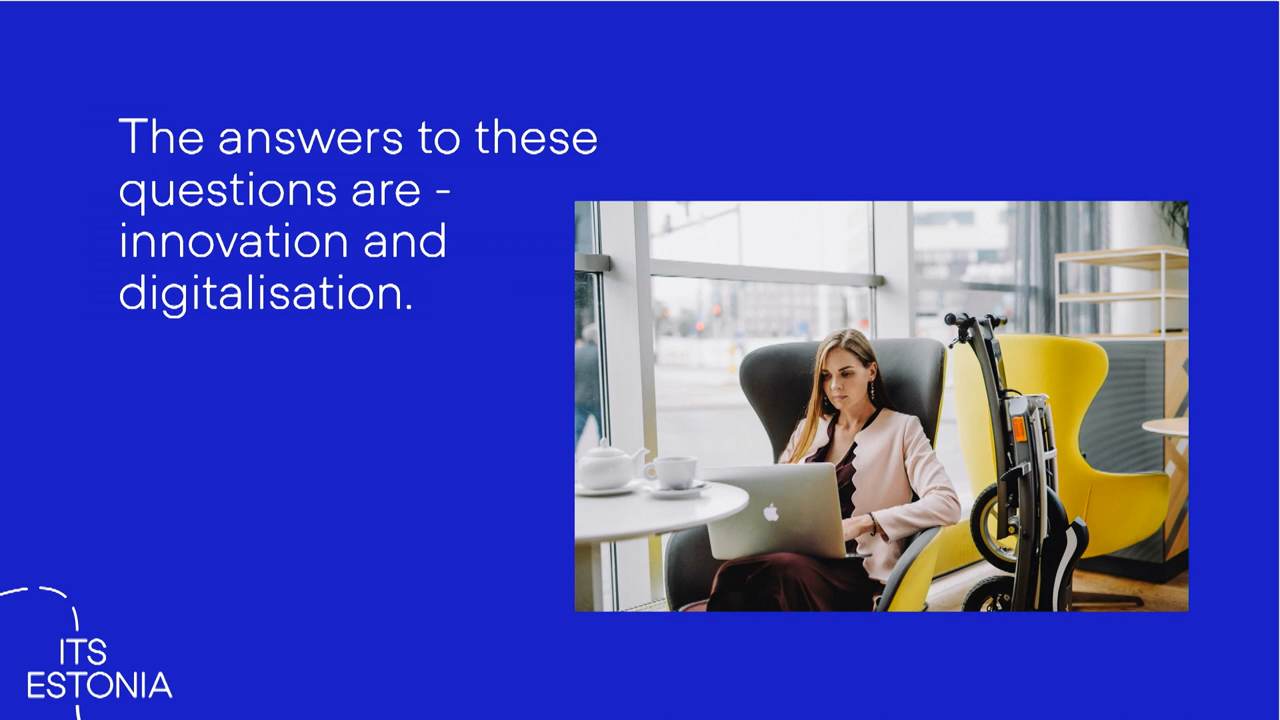 The answers to these
questions are -
innovation and
digitalisation.
ITS
ESTONIA